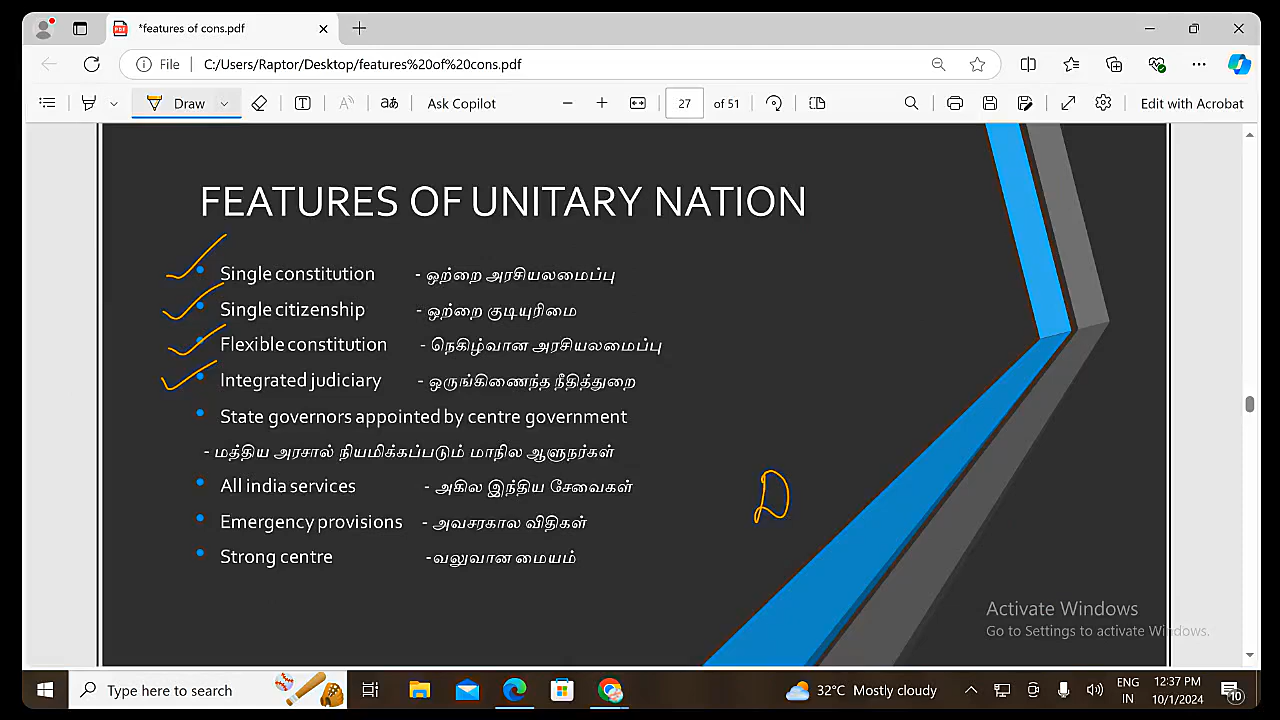 *features of cons.pdf
File C:/Users/Raptor/Desktop/features%20of%20cons.pdf
Draw Ask Copilot 27 of 51 Edit with Acrobat
FEATURES OF UNITARY NATION
Single constitution - ஒற்றை அரசியலமைப்பு
Single citizenship - ஒற்றை குடியுரிமை
Flexible constitution - நெகிழ்வான அரசியலமைப்பு
Integrated judiciary - ஒருங்கிணைந்த நீதித்துறை
State governors appointed by centre government
- மத்திய அரசால் நியமிக்கப்படும் மாநில ஆளுநர்கள்
All india services - அகில இந்திய சேவைகள்
D
Emergency provisions - அவசரகால விதிகள்
Strong centre -வலுவான மையம்
Activate Windows
Go to Settings to activate Windows.
Type here to search 32°C Mostly cloudy ENG IN 12:37 PM 10/1/2024 10